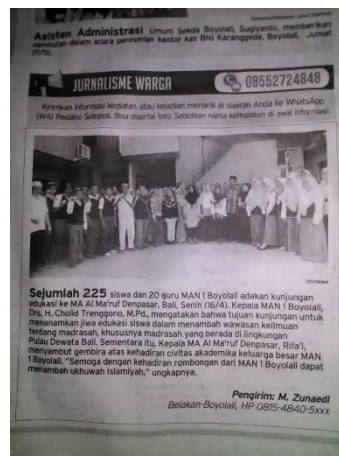 Asisten Administrasi Umum Sekda Boyolali, Sugiyanto, memberikan
sambutan dalam acara peresmian kantor kas BNI Karanggede, Boyolali, Jumat
(11/5).
JURNALISME WARGA
08552724848
Kirimkan informasi kegiatan atau kejadian menarik di daerah Anda ke WhatsApp
(WA) Redaksi Solopos. Bisa disertai foto. Sebutkan nama kabupaten di awal informasi.
Istimewa
Sejumlah 225 siswa dan 20 guru MAN 1 Boyolali adakan kunjungan
edukasi ke MA Al Ma'ruf Denpasar, Bali, Senin (16/4). Kepala MAN 1 Boyolali,
Drs. H. Cholid Trenggono, M.Pd., mengatakan bahwa tujuan kunjungan untuk
menanamkan jiwa edukasi siswa dalam menambah wawasan keilmuan
tentang madrasah, khususnya madrasah yang berada di lingkungan
Pulau Dewata Bali. Sementara itu, Kepala MA Al Ma'ruf Denpasar, Rifa'i,
menyambut gembira atas kehadiran civitas akademika keluarga besar MAN
1 Boyolali. "Semoga dengan kehadiran rombongan dari MAN 1 Boyolali dapat
menambah ukhuwah Islamiyah," ungkapnya.
Pengirim: M. Zunaedi
Belakan-Boyolali, HP 0815-4840-5xxx